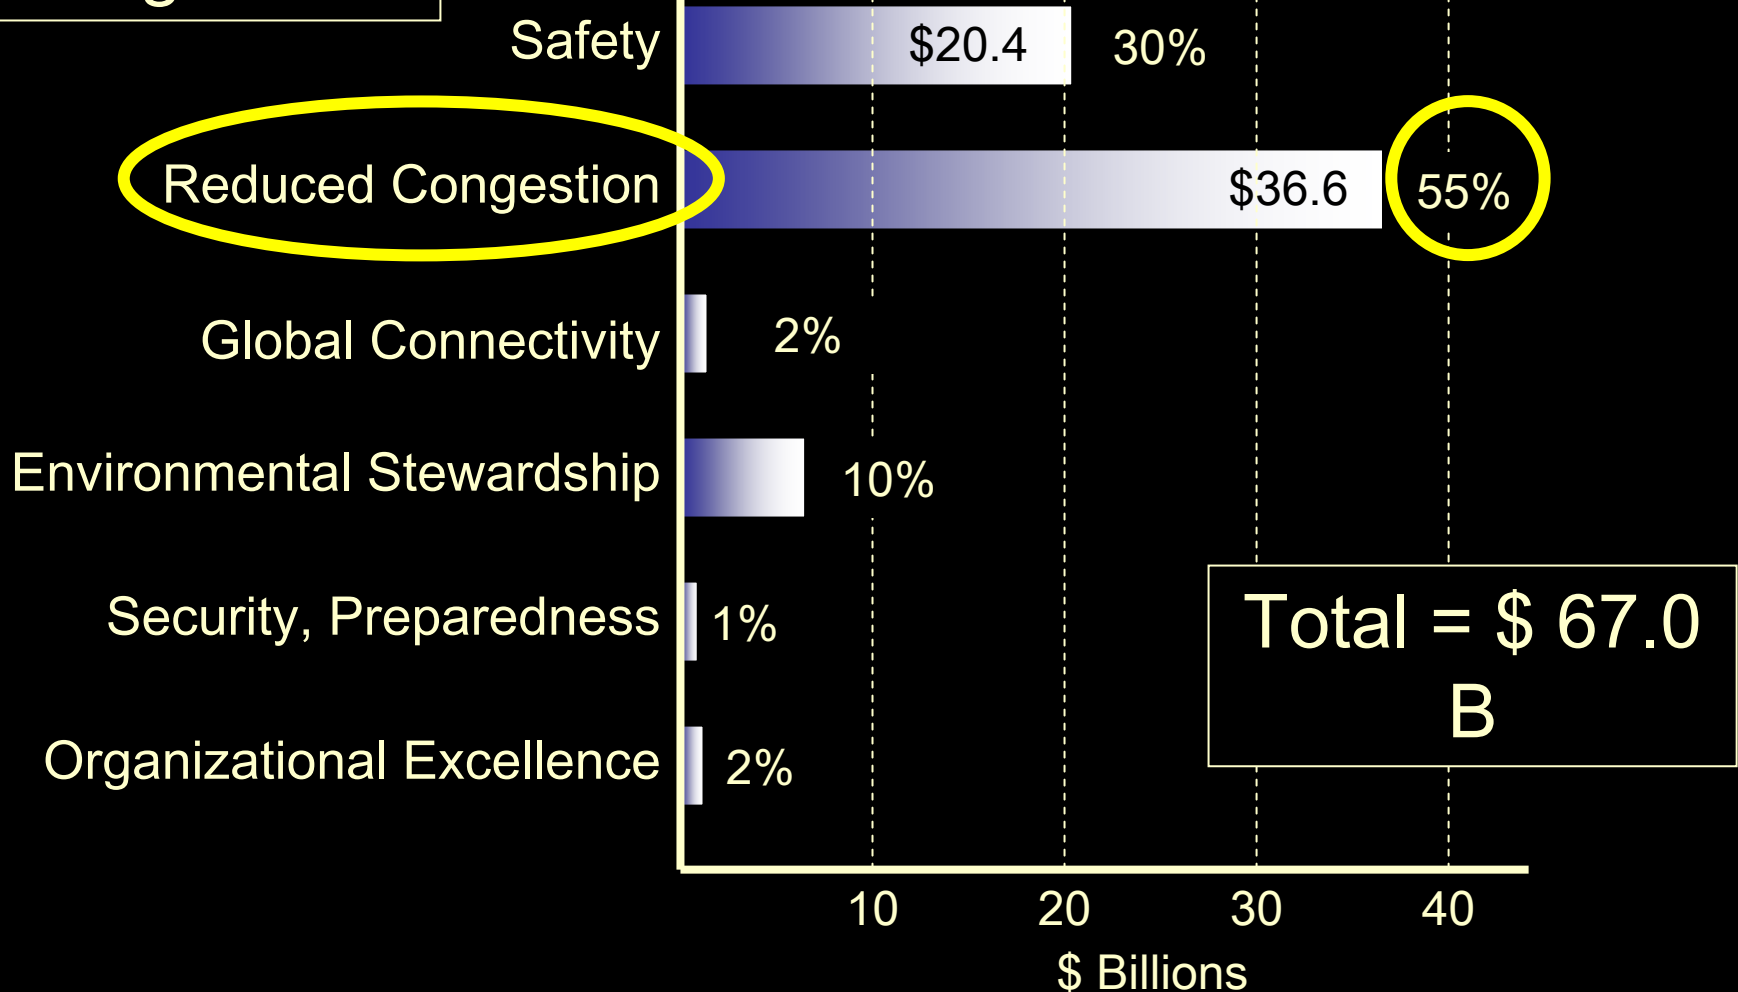 Safety $20.4 30%
Reduced Congestion $36.6 55%
Global Connectivity 2%
Environmental Stewardship 10%
Security, Preparedness 1%
Organizational Excellence 2%
Total = $ 67.0
B
10 20 30 40
$ Billions